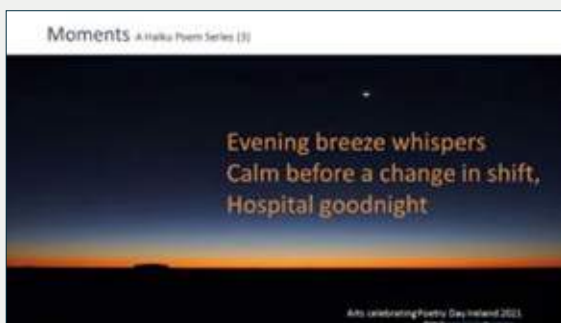 Moments A Haiku Poem Series (3)
Evening breeze whispers
Calm before a change in shift,
Hospital goodnight
Arts celebrating Poetry Day Ireland 2021